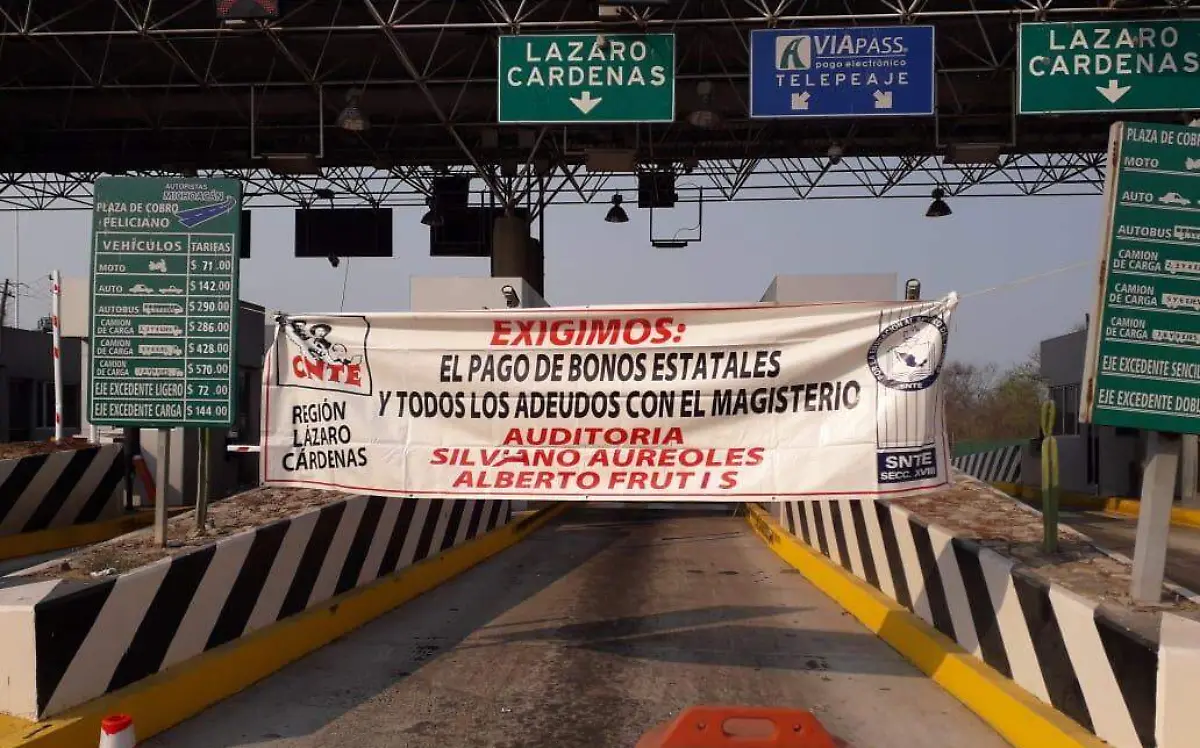 LAZARO
CARDENAS
VIAPASS
pago electrónico
TELEPEAJE
LAZARO
CARDENAS
AUTOPISTAS
MICHOACÁN
PLAZA DE COBRO
FELICIANO
VEHÍCULOS TARIFAS
MOTO $ 71.00
AUTO $ 142.00
AUTOBUS $ 290.00
CAMION DE CARGA $ 286.00
CAMION DE CARGA $ 428.00
CAMION DE CARGA $ 570.00
EJE EXCEDENTE LIGERO $ 72.00
EJE EXCEDENTE CARGA $ 144.00
CNTE
REGIÓN
LÁZARO
CÁRDENAS
EXIGIMOS:
EL PAGO DE BONOS ESTATALES
Y TODOS LOS ADEUDOS CON EL MAGISTERIO
AUDITORIA
SILVANO AUREOLES
ALBERTO FRUTIS
SNTE
SNTE
SECC. XVIII
PLAZA DE COBRO
MOTO
AUTO
AUTOBUS
CAMION
DE CARGA
CAMION
DE CARGA
CAMION
DE CARGA
EJE EXCEDENTE
EJE EXCEDENTE